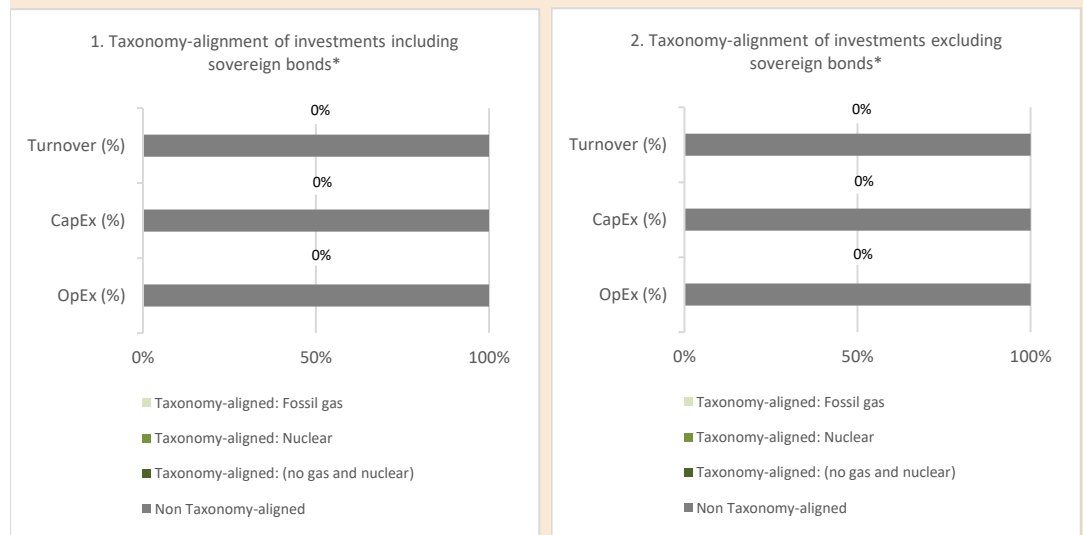 1. Taxonomy-alignment of investments including
sovereign bonds*
0%
Turnover (%)
0%
CapEx (%)
0%
OpEx (%)
0% 50% 100%
Taxonomy-aligned: Fossil gas
Taxonomy-aligned: Nuclear
Taxonomy-aligned: (no gas and nuclear)
Non Taxonomy-aligned
2. Taxonomy-alignment of investments excluding
sovereign bonds*
0%
Turnover (%)
0%
CapEx (%)
0%
OpEx (%)
0% 50% 100%
Taxonomy-aligned: Fossil gas
Taxonomy-aligned: Nuclear
Taxonomy-aligned: (no gas and nuclear)
Non Taxonomy-aligned